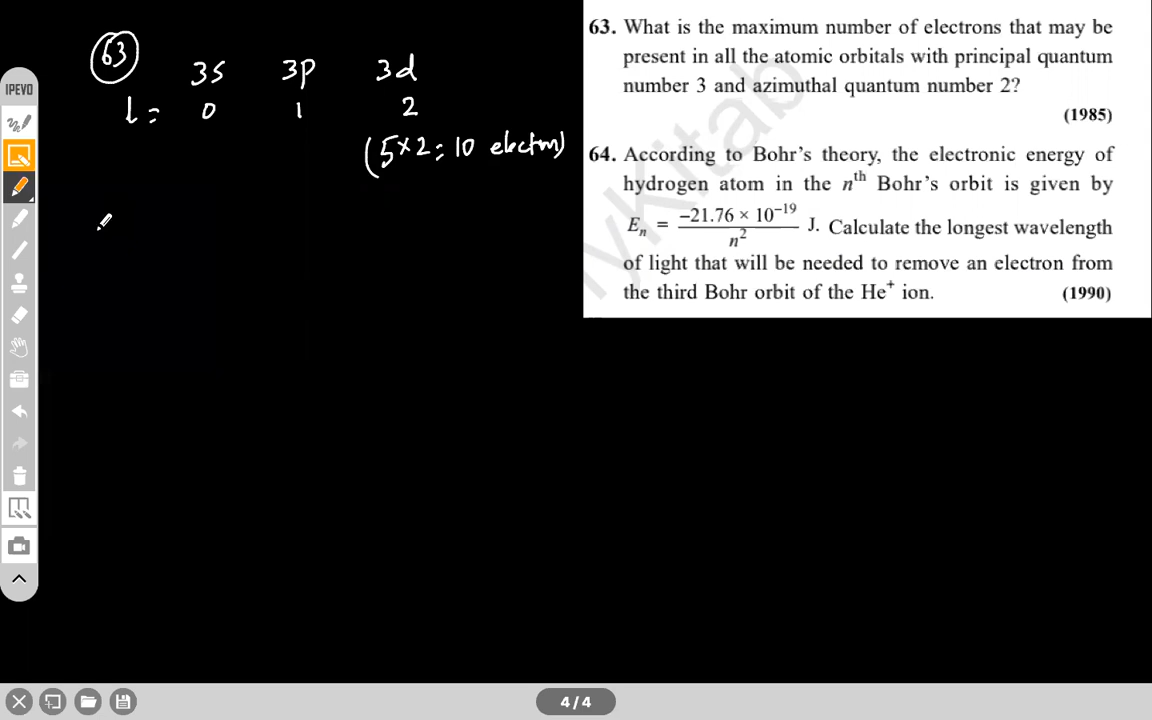 63
3s 3p 3d
l = 0 1 2
(5×2 = 10 electron)
IPEVO
63. What is the maximum number of electrons that may be
present in all the atomic orbitals with principal quantum
number 3 and azimuthal quantum number 2?
(1985)
64. According to Bohr's theory, the electronic energy of
hydrogen atom in the nth Bohr's orbit is given by
En = −21.76 × 10−19 / n2 J. Calculate the longest wavelength
of light that will be needed to remove an electron from
the third Bohr orbit of the He+ ion. (1990)
4/4